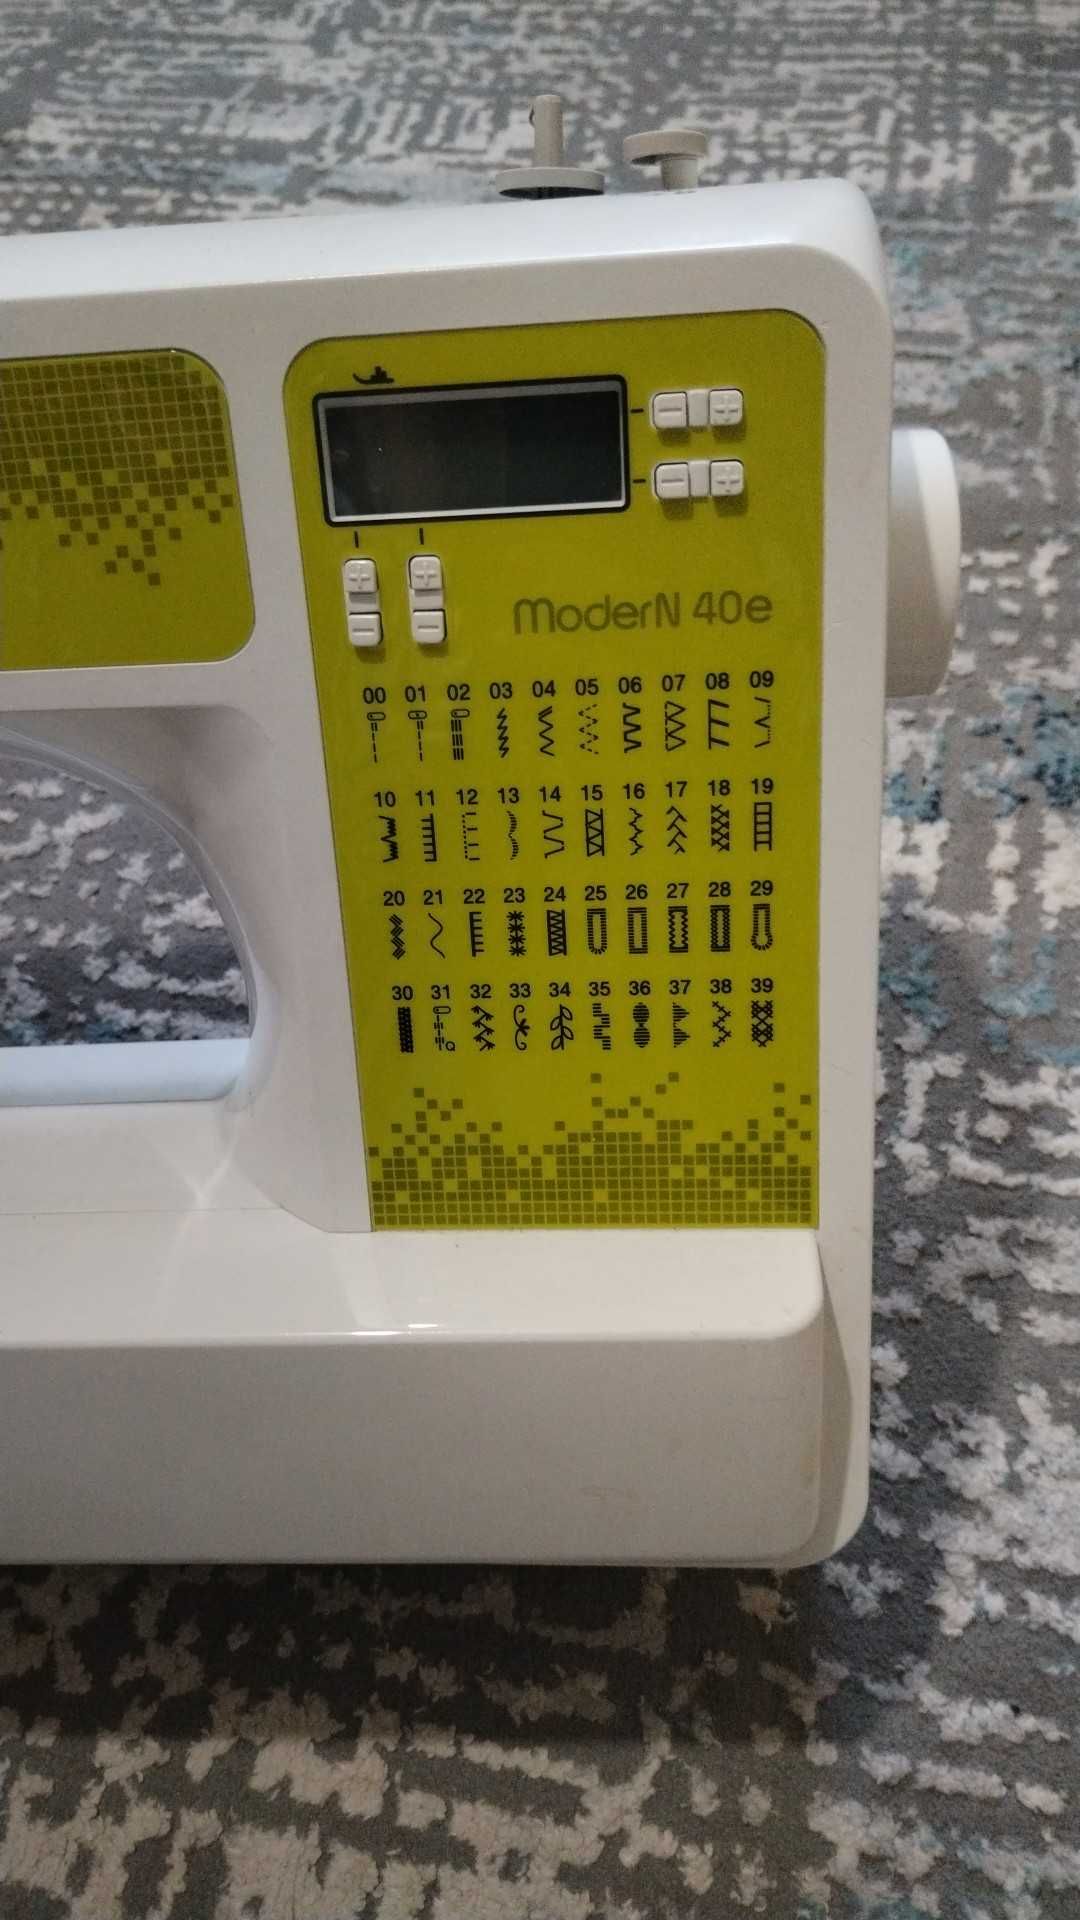 ModerN 40e
00 01 02 03 04 05 06 07 08 09
10 11 12 13 14 15 16 17 18 19
20 21 22 23 24 25 26 27 28 29
30 31 32 33 34 35 36 37 38 39